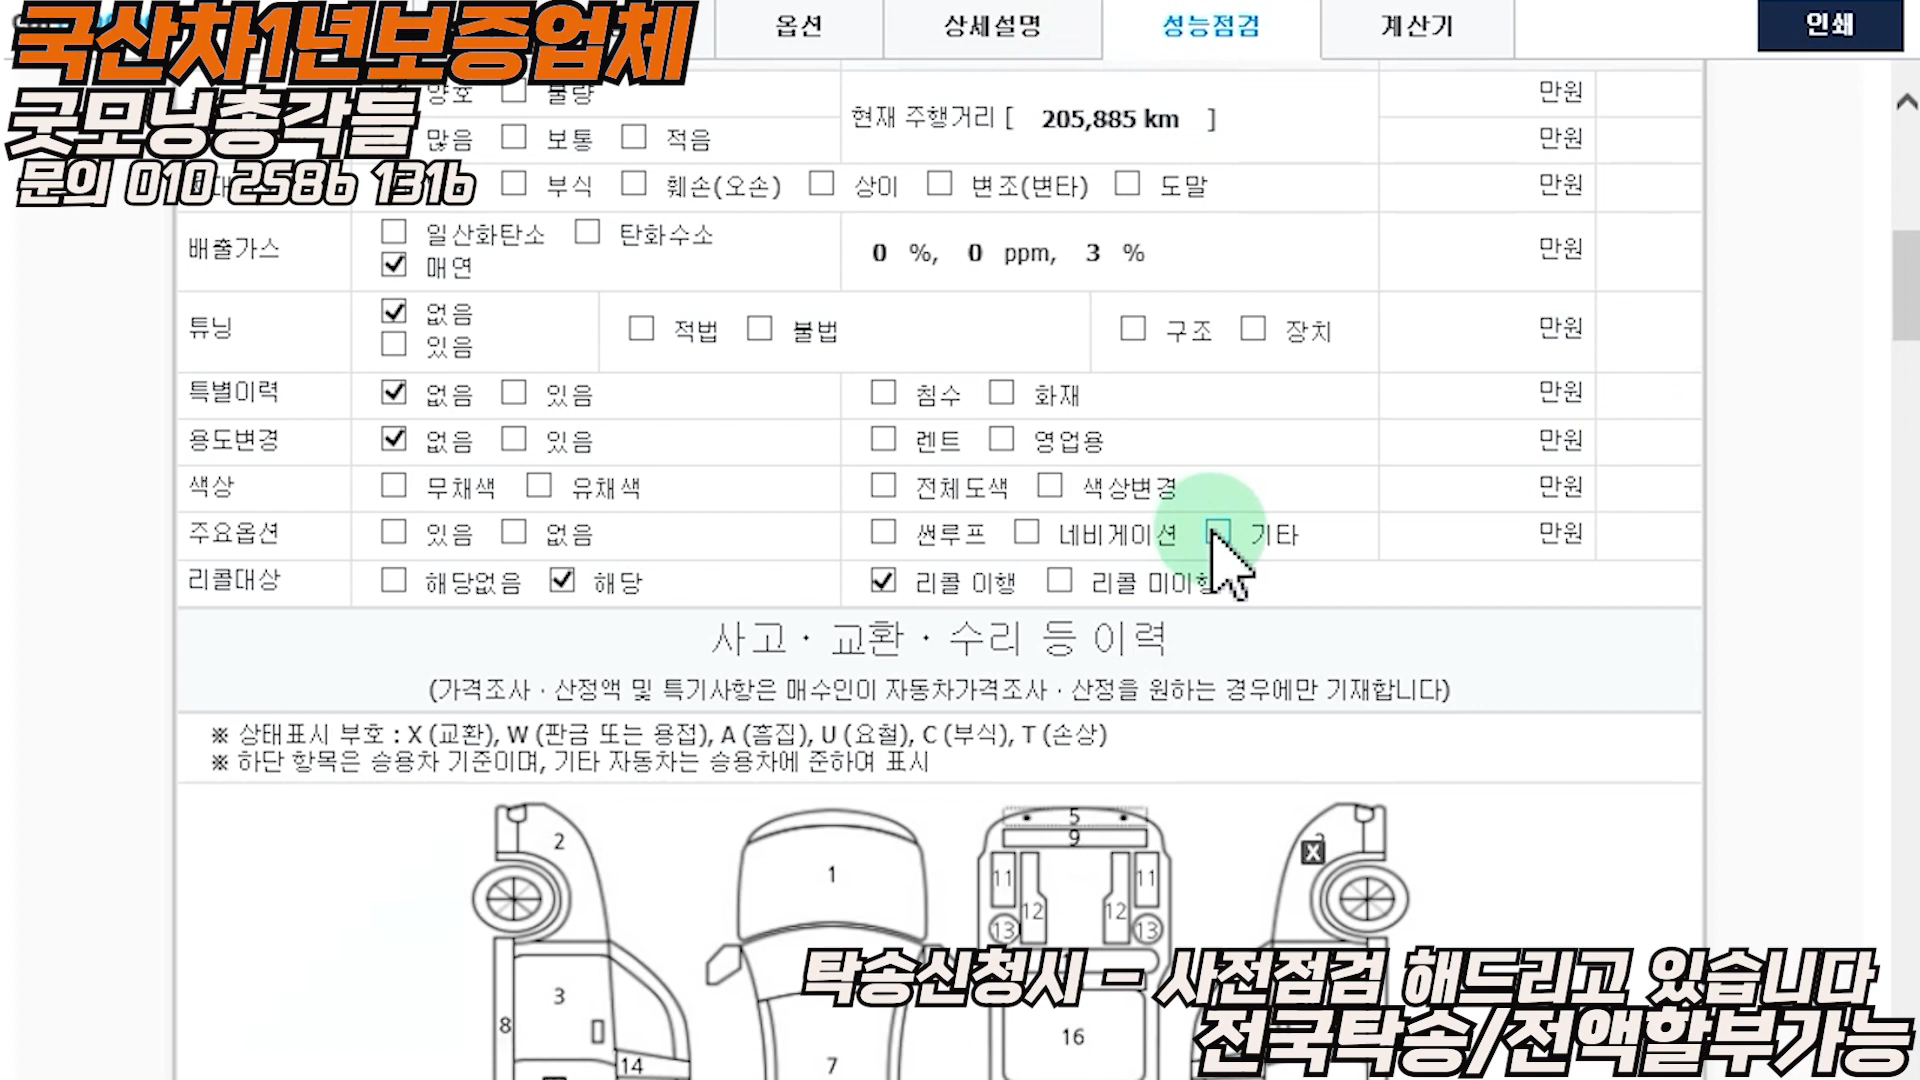 국산차1년보증업체
굿모닝총각들
문의 010 2586 1316
옵션 상세설명 성능점검 계산기 인쇄
양호 불량 현재 주행거리 [ 205,885 km ] 만원
많음 보통 적음 만원
부식 훼손(오손) 상이 변조(변타) 도말 만원
배출가스 일산화탄소 탄화수소 매연 0 %, 0 ppm, 3 % 만원
튜닝 없음 있음 적법 불법 구조 장치 만원
특별이력 없음 있음 침수 화재 만원
용도변경 없음 있음 렌트 영업용 만원
색상 무채색 유채색 전체도색 색상변경 만원
주요옵션 있음 없음 썬루프 네비게이션 기타 만원
리콜대상 해당없음 해당 리콜 이행 리콜 미이행
사고 · 교환 · 수리 등 이력
(가격조사 · 산정액 및 특기사항은 매수인이 자동차가격조사 · 산정을 원하는 경우에만 기재합니다)
※ 상태표시 부호 : X (교환), W (판금 또는 용접), A (흠집), U (요철), C (부식), T (손상)
※ 하단 항목은 승용차 기준이며, 기타 자동차는 승용차에 준하여 표시
5
2 9 X
1 11 11
12 12
13 13
3
8 16
14 7
탁송신청시 - 사전점검 해드리고 있습니다
전국탁송/전액할부가능